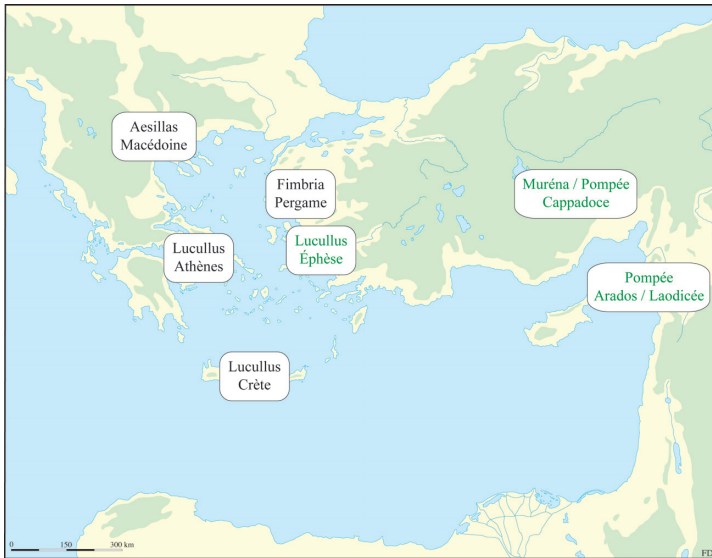 Aesillas
Macédoine
Fimbria
Pergame
Muréna / Pompée
Cappadoce
Lucullus
Athènes
Lucullus
Éphèse
Pompée
Arados / Laodicée
Lucullus
Crète
0 150 300 km